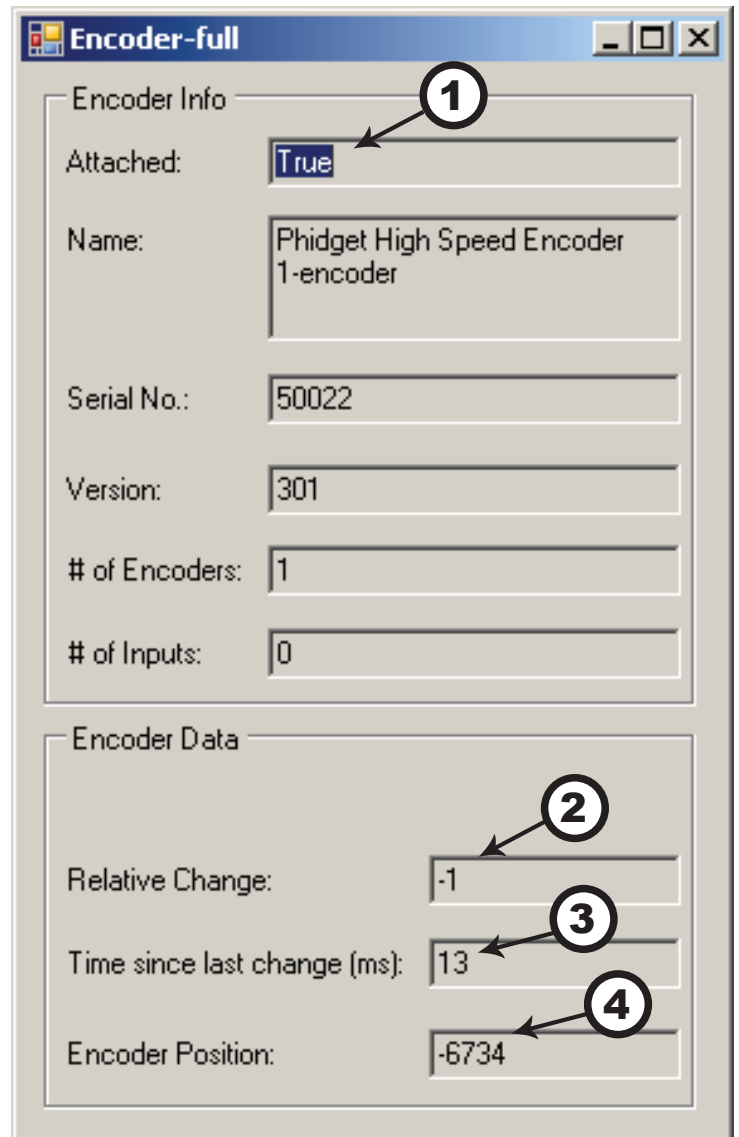 Encoder-full
Encoder Info
1
Attached: True
Name: Phidget High Speed Encoder
1-encoder
Serial No.: 50022
Version: 301
# of Encoders: 1
# of Inputs: 0
Encoder Data
2
Relative Change: -1
3
Time since last change (ms): 13
4
Encoder Position: -6734